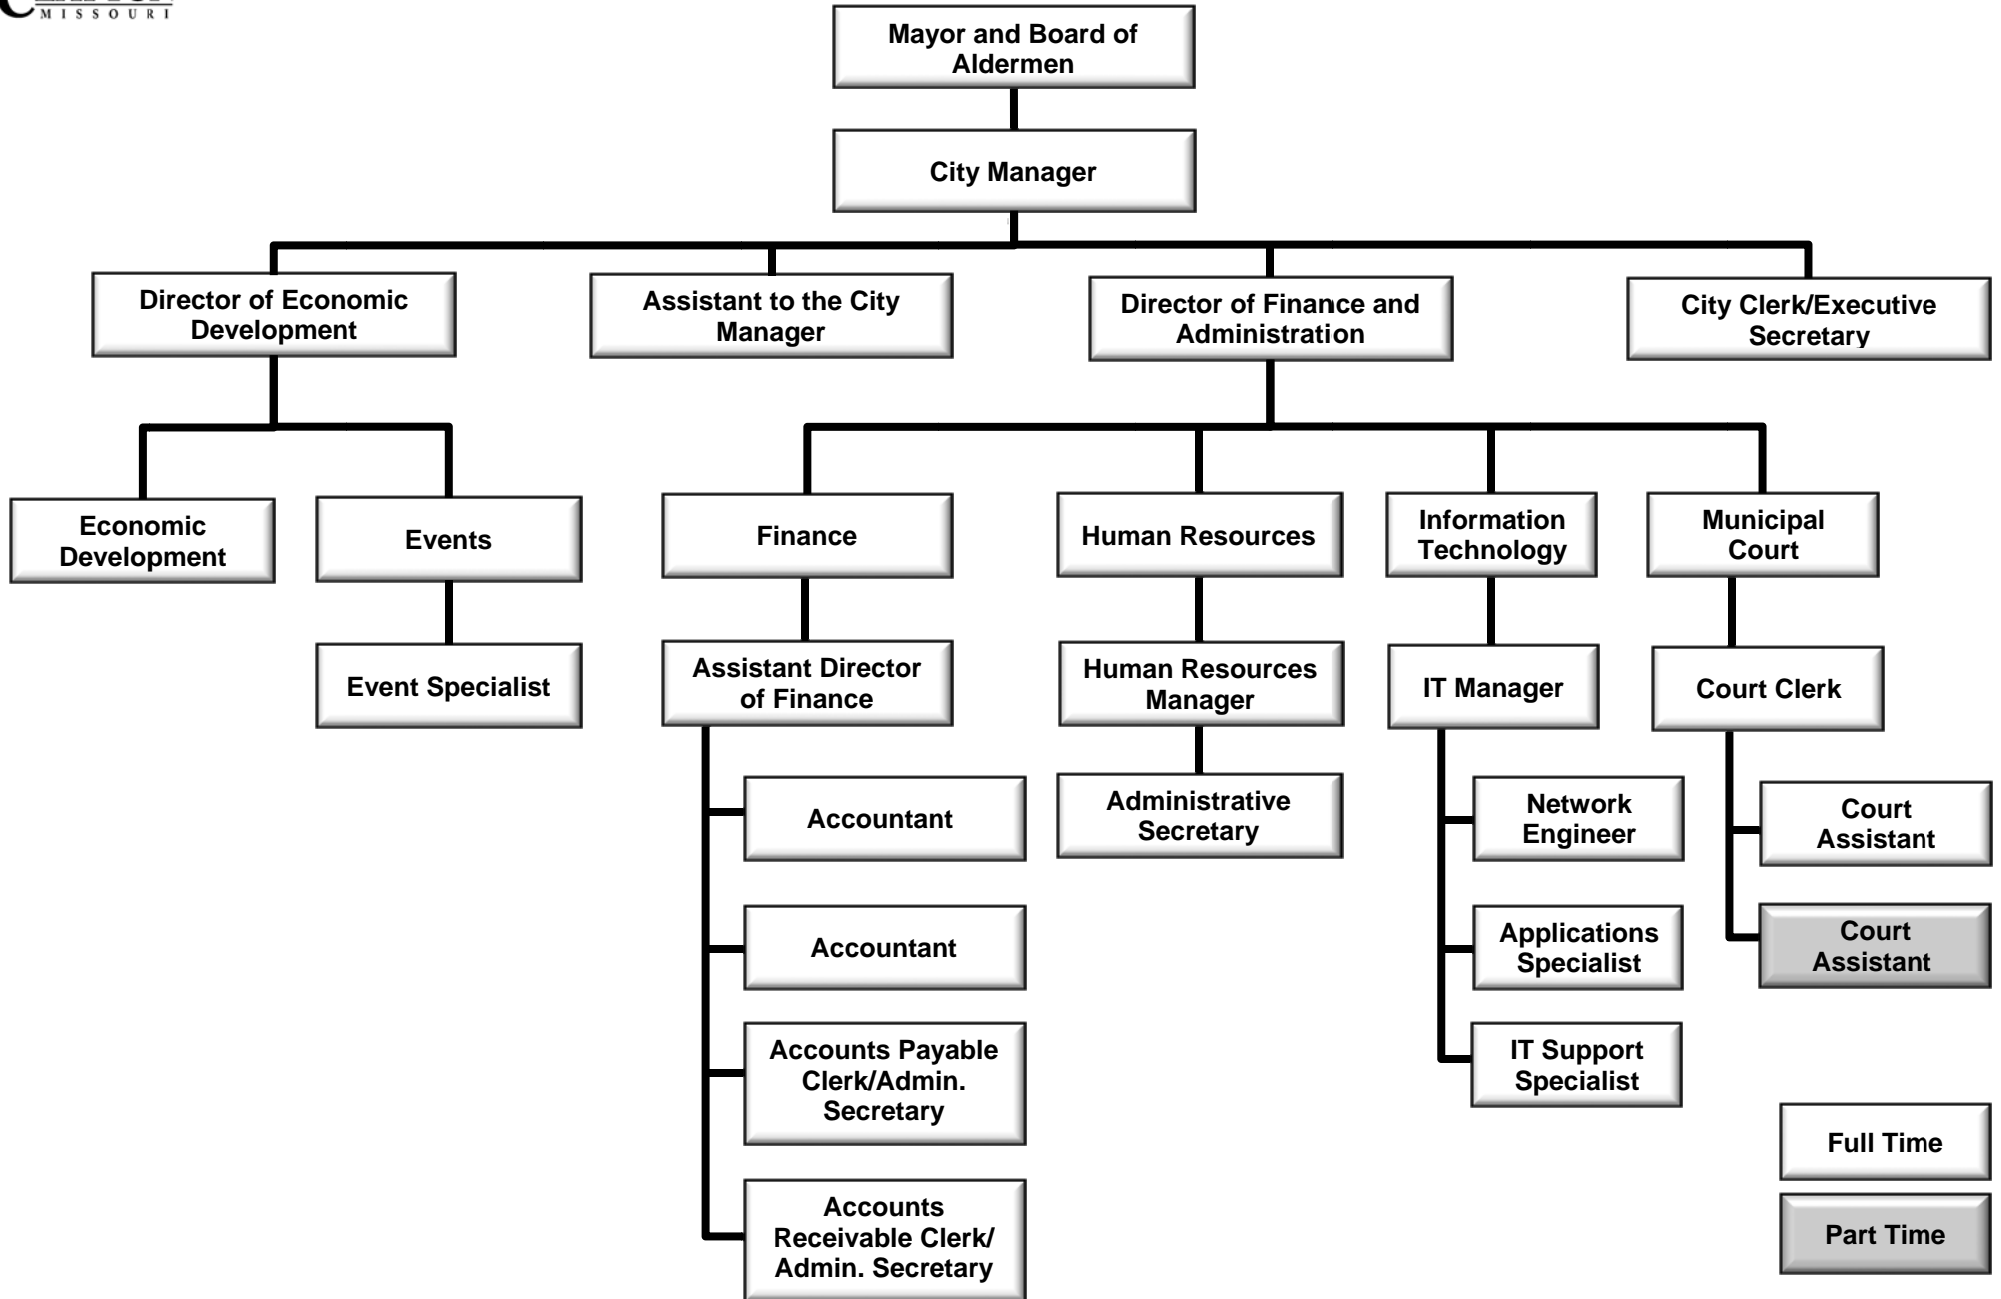 MISSOURI
Mayor and Board of
Aldermen
City Manager
Director of Economic
Development
Assistant to the City
Manager
Director of Finance and
Administration
City Clerk/Executive
Secretary
Economic
Development
Events
Finance
Human Resources
Information
Technology
Municipal
Court
Event Specialist
Assistant Director
of Finance
Human Resources
Manager
IT Manager
Court Clerk
Accountant
Administrative
Secretary
Network
Engineer
Court
Assistant
Accountant
Applications
Specialist
Court
Assistant
Accounts Payable
Clerk/Admin.
Secretary
IT Support
Specialist
Accounts
Receivable Clerk/
Admin. Secretary
Full Time
Part Time